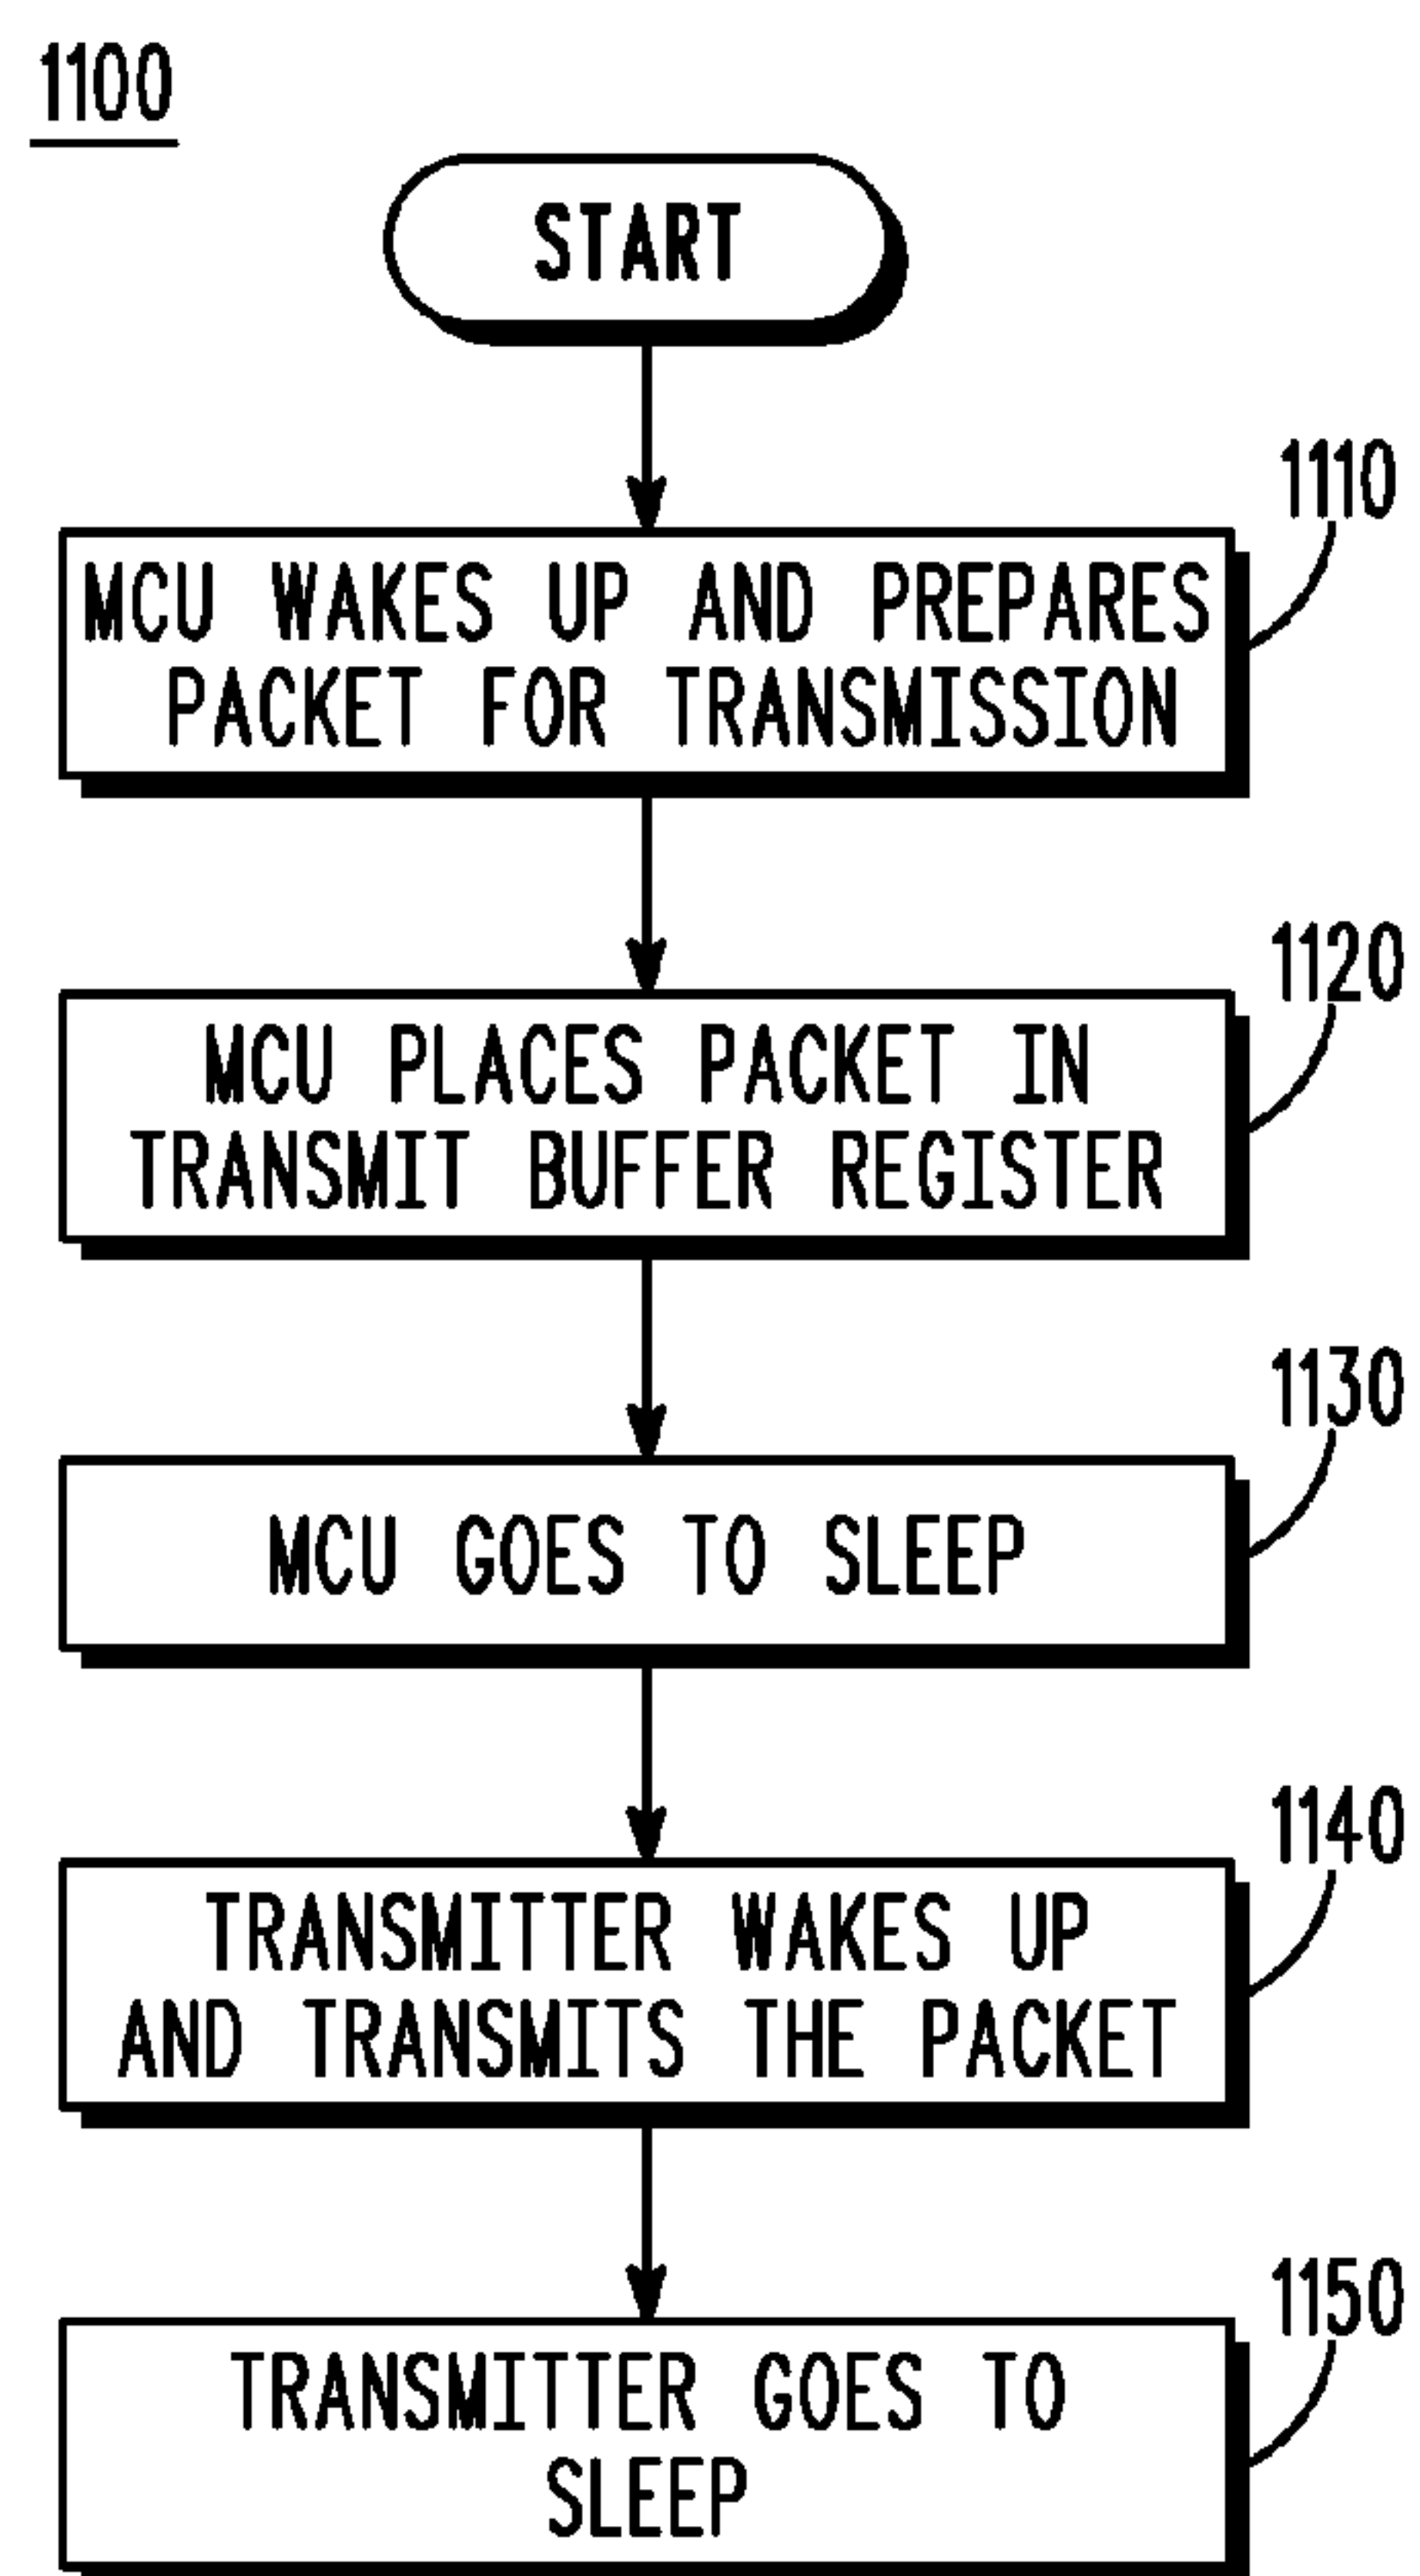 1100
START
1110
MCU WAKES UP AND PREPARES
PACKET FOR TRANSMISSION
1120
MCU PLACES PACKET IN
TRANSMIT BUFFER REGISTER
1130
MCU GOES TO SLEEP
1140
TRANSMITTER WAKES UP
AND TRANSMITS THE PACKET
1150
TRANSMITTER GOES TO
SLEEP